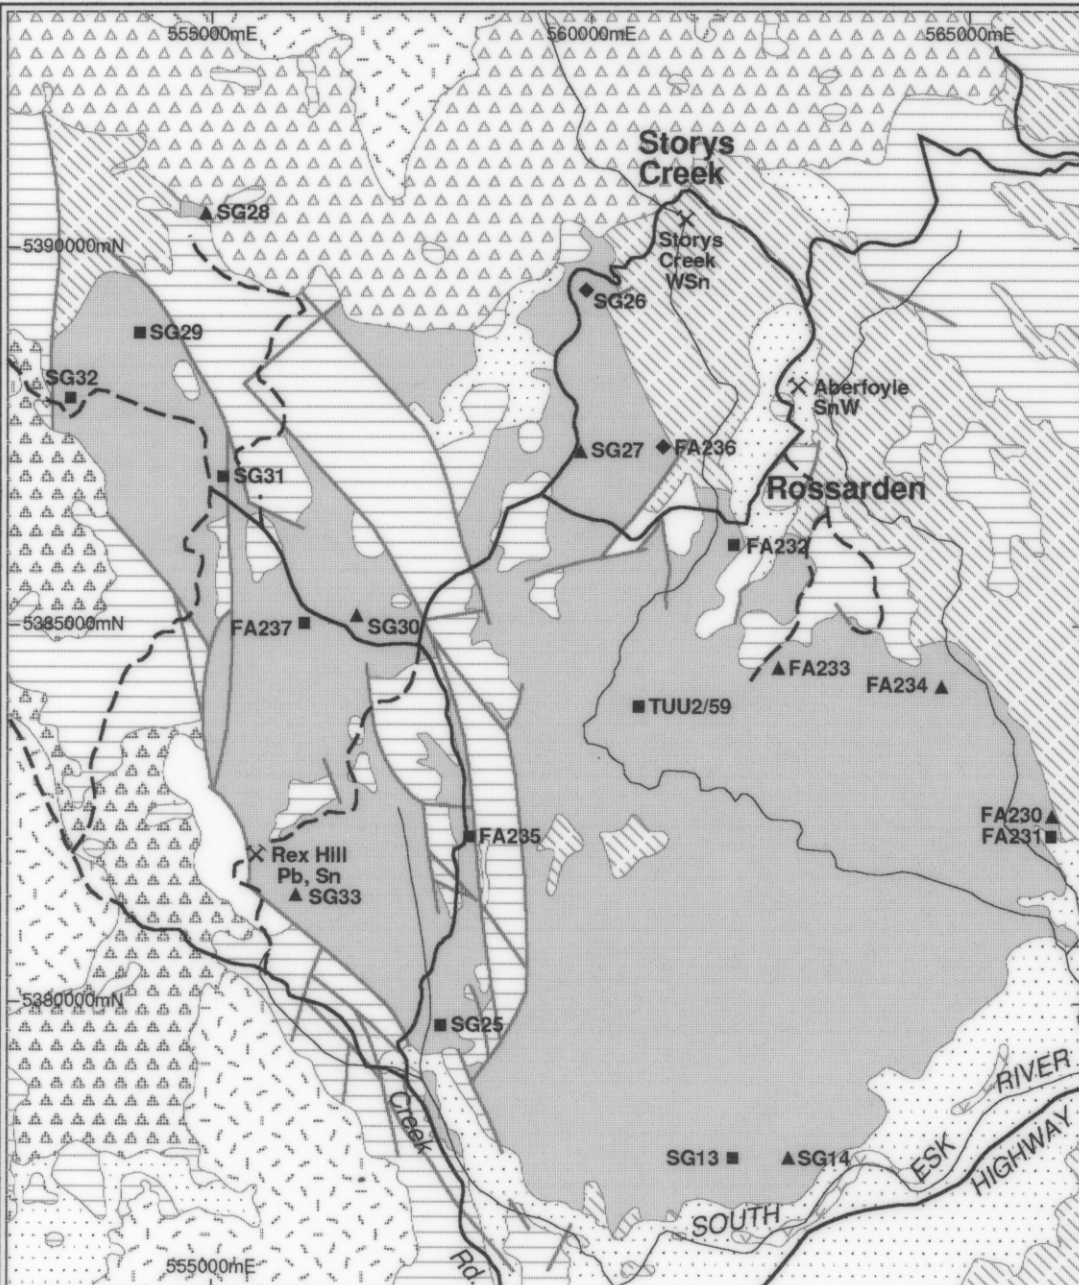 555000mE
560000mE
565000mE
Storys
Creek
SG28
5390000mN
Storys
Creek
WSn
SG26
SG29
SG32
Aberfoyle
SnW
SG27
FA236
SG31
Rossarden
FA232
5385000mN
FA237
SG30
FA233
FA234
TUU2/59
FA230
FA231
FA235
Rex Hill
Pb, Sn
SG33
5380000mN
SG25
RIVER
Creek
ESK
HIGHWAY
SG13
SG14
SOUTH
Rd.
555000mE